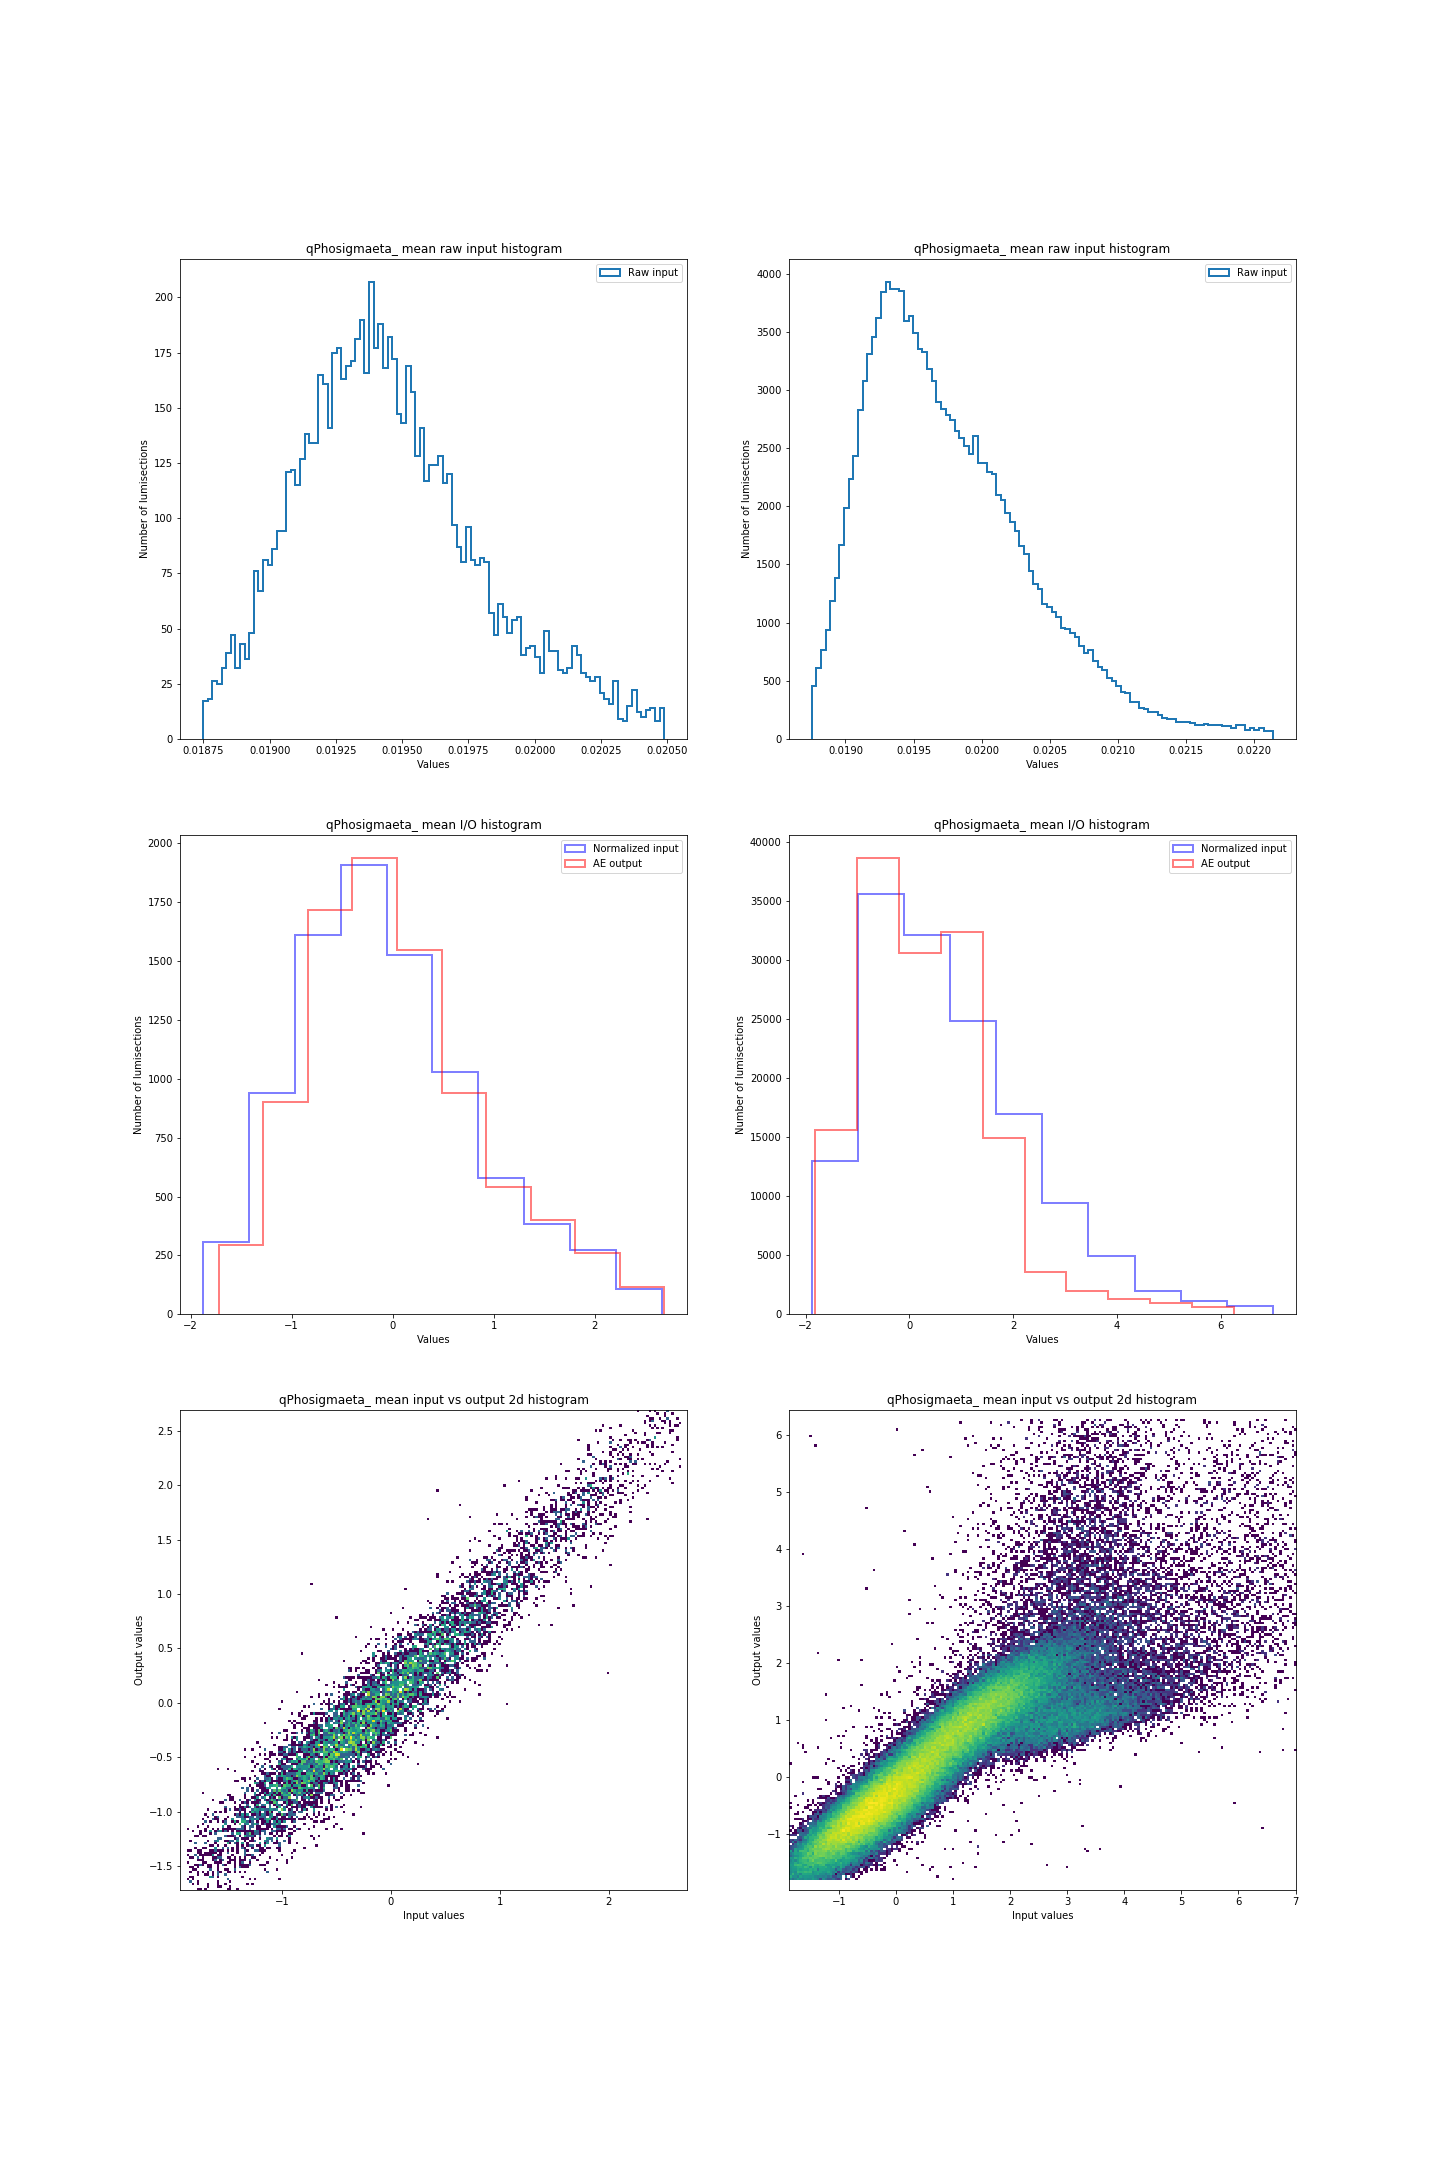 qPhosigmaeta_ mean raw input histogram
Raw input
200
175
150
125
100
75
50
25
0
Number of lumisections
0.01875 0.01900 0.01925 0.01950 0.01975 0.02000 0.02025 0.02050
Values
qPhosigmaeta_ mean raw input histogram
Raw input
4000
3500
3000
2500
2000
1500
1000
500
0
Number of lumisections
0.0190 0.0195 0.0200 0.0205 0.0210 0.0215 0.0220
Values
qPhosigmaeta_ mean I/O histogram
Normalized input
AE output
2000
1750
1500
1250
1000
750
500
250
0
Number of lumisections
−2 −1 0 1 2
Values
qPhosigmaeta_ mean I/O histogram
Normalized input
AE output
40000
35000
30000
25000
20000
15000
10000
5000
0
Number of lumisections
−2 0 2 4 6
Values
qPhosigmaeta_ mean input vs output 2d histogram
2.5
2.0
1.5
1.0
0.5
0.0
−0.5
−1.0
−1.5
Output values
−1 0 1 2
Input values
qPhosigmaeta_ mean input vs output 2d histogram
6
5
4
3
2
1
0
−1
Output values
−1 0 1 2 3 4 5 6 7
Input values